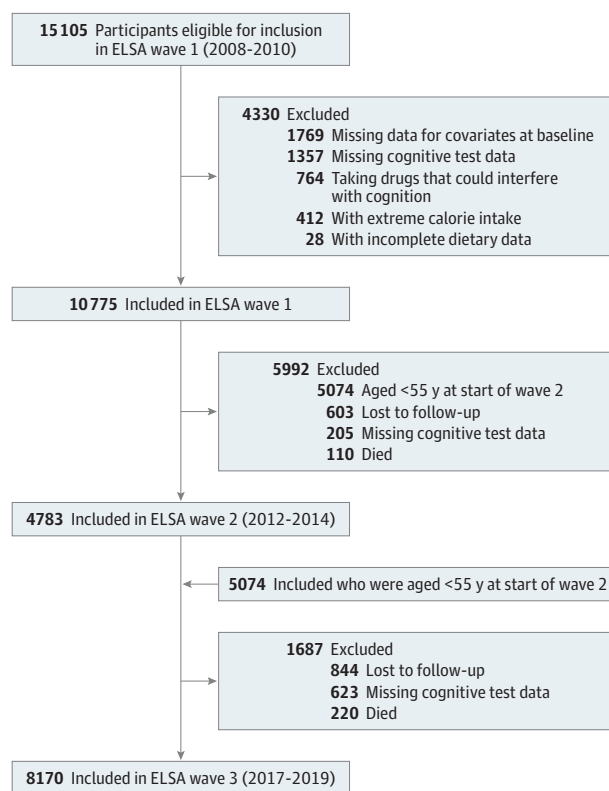 15105 Participants eligible for inclusion
in ELSA wave 1 (2008-2010)
4330 Excluded
1769 Missing data for covariates at baseline
1357 Missing cognitive test data
764 Taking drugs that could interfere
with cognition
412 With extreme calorie intake
28 With incomplete dietary data
10775 Included in ELSA wave 1
5992 Excluded
5074 Aged <55 y at start of wave 2
603 Lost to follow-up
205 Missing cognitive test data
110 Died
4783 Included in ELSA wave 2 (2012-2014)
5074 Included who were aged <55 y at start of wave 2
1687 Excluded
844 Lost to follow-up
623 Missing cognitive test data
220 Died
8170 Included in ELSA wave 3 (2017-2019)